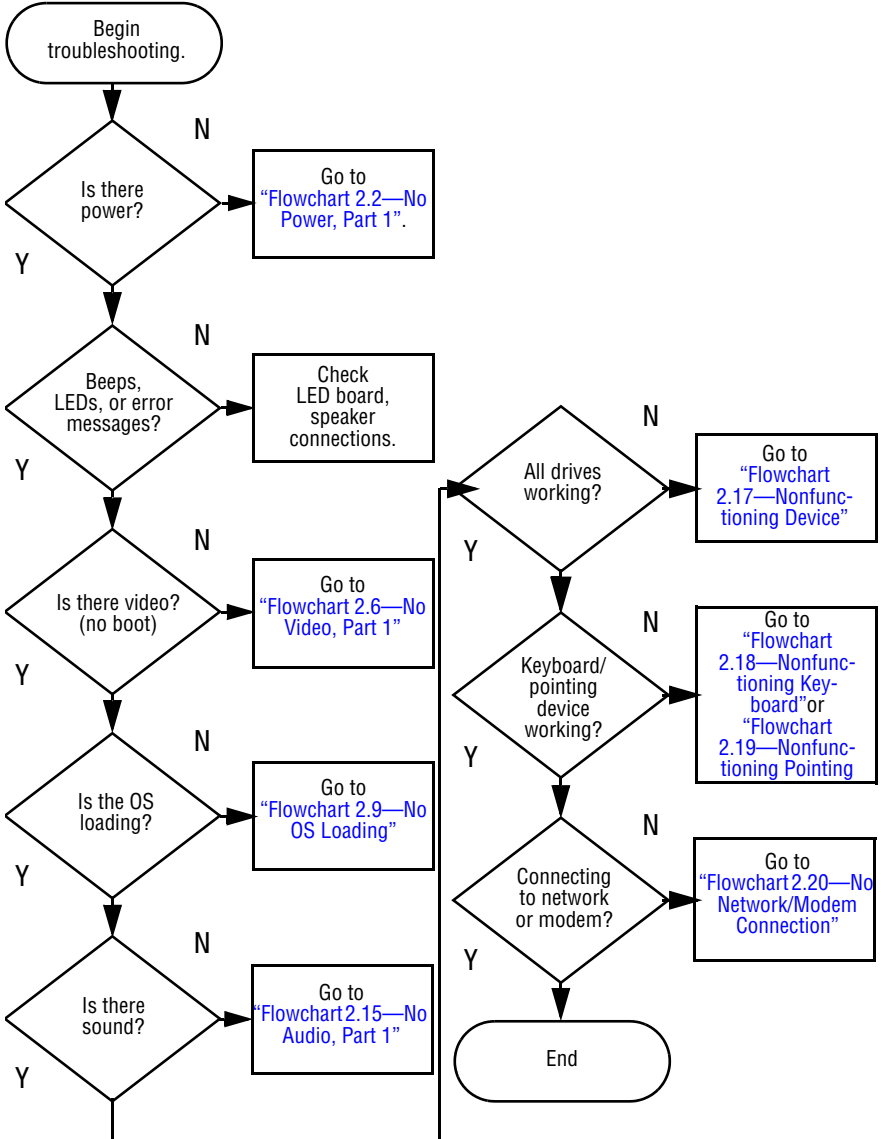 Begin
troubleshooting.
N
Is there
power?
Go to
“Flowchart 2.2—No
Power, Part 1”.
Y
N
Beeps,
LEDs, or error
messages?
Check
LED board,
speaker
connections.
Y
N
Is there video?
(no boot)
Go to
“Flowchart 2.6—No
Video, Part 1”
Y
N
Is the OS
loading?
Go to
“Flowchart 2.9—No
OS Loading”
Y
N
Is there
sound?
Go to
“Flowchart 2.15—No
Audio, Part 1”
Y
N
All drives
working?
Go to
“Flowchart
2.17—Nonfunc-
tioning Device”
Y
N
Keyboard/
pointing
device
working?
Go to
“Flowchart
2.18—Nonfunc-
tioning Key-
board”or
“Flowchart
2.19—Nonfunc-
tioning Pointing
Y
N
Connecting
to network
or modem?
Go to
“Flowchart 2.20—No
Network/Modem
Connection”
Y
End